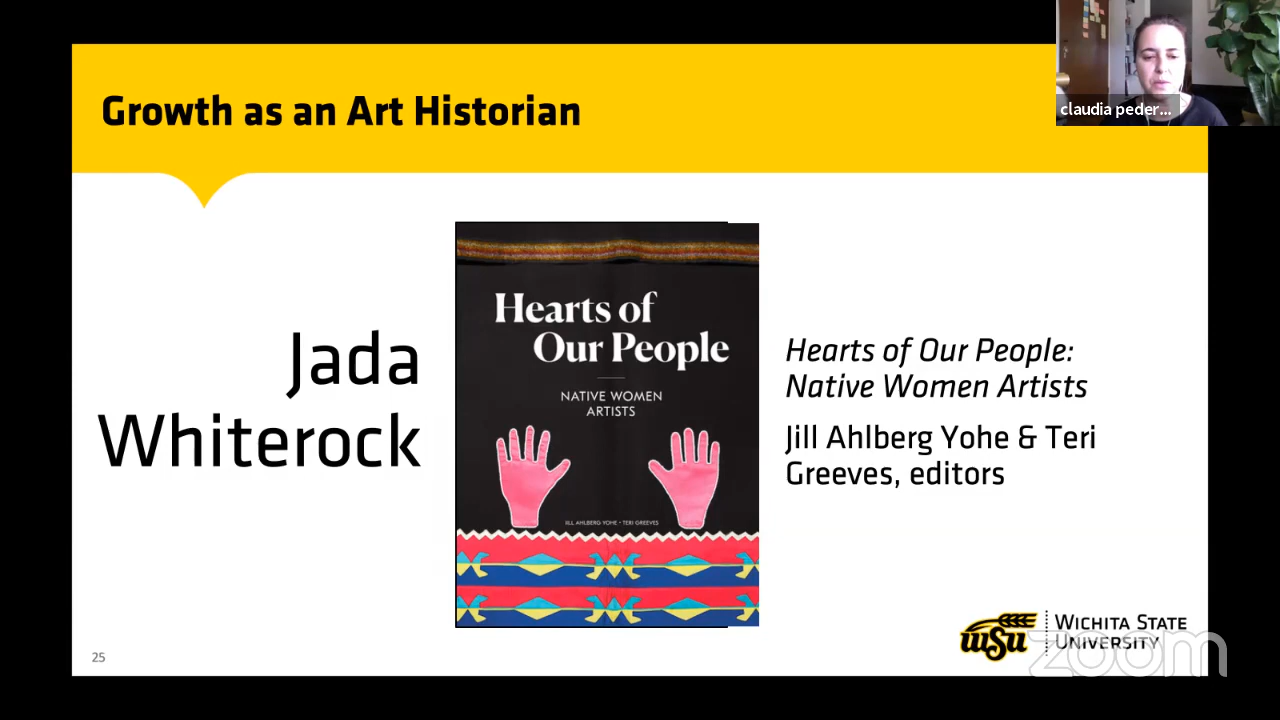 Growth as an Art Historian
claudia peder...
Jada
Whiterock
Hearts of
Our People
NATIVE WOMEN
ARTISTS
JILL AHLBERG YOHE • TERI GREEVES
Hearts of Our People:
Native Women Artists
Jill Ahlberg Yohe & Teri
Greeves, editors
25
WSU
WICHITA STATE
UNIVERSITY
zoom